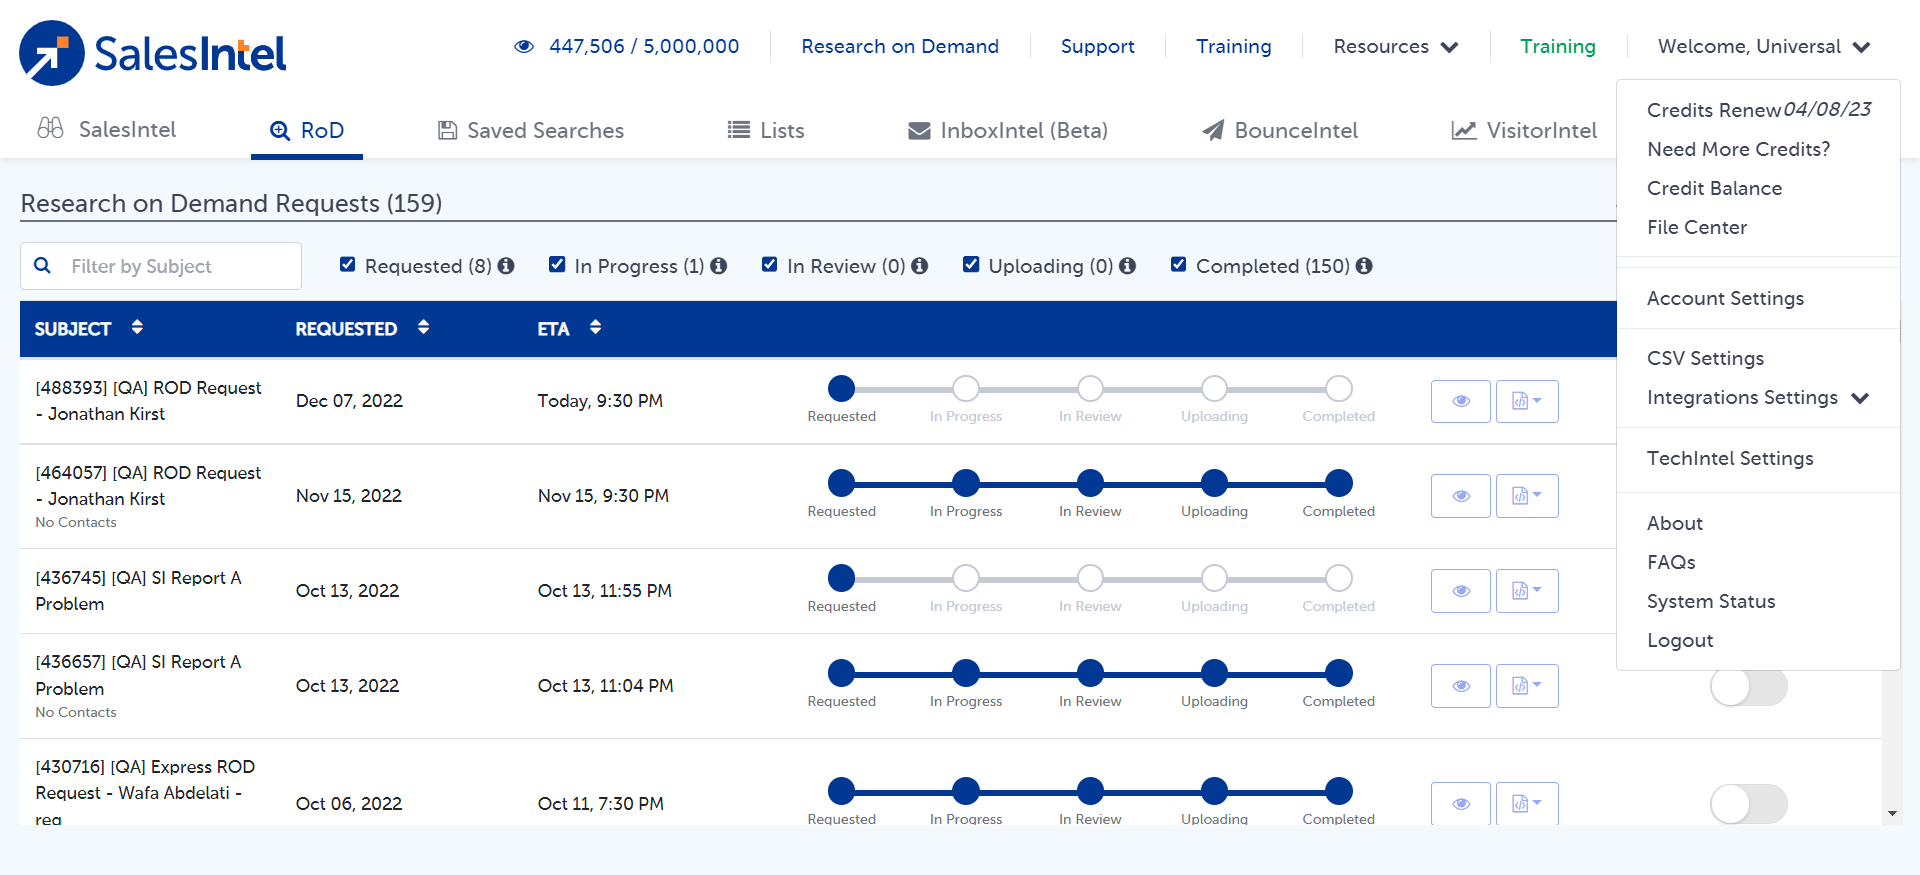 SalesIntel
447,506 / 5,000,000
Research on Demand
Support
Training
Resources
Training
Welcome, Universal
SalesIntel
RoD
Saved Searches
Lists
InboxIntel (Beta)
BounceIntel
VisitorIntel
Credits Renew 04/08/23
Need More Credits?
Credit Balance
File Center
Account Settings
CSV Settings
Integrations Settings
TechIntel Settings
About
FAQs
System Status
Logout
Research on Demand Requests (159)
Filter by Subject
Requested (8)
In Progress (1)
In Review (0)
Uploading (0)
Completed (150)
SUBJECT
REQUESTED
ETA
[488393] [QA] ROD Request
- Jonathan Kirst
Dec 07, 2022
Today, 9:30 PM
Requested
In Progress
In Review
Uploading
Completed
[464057] [QA] ROD Request
- Jonathan Kirst
No Contacts
Nov 15, 2022
Nov 15, 9:30 PM
Requested
In Progress
In Review
Uploading
Completed
[436745] [QA] SI Report A
Problem
Oct 13, 2022
Oct 13, 11:55 PM
Requested
In Progress
In Review
Uploading
Completed
[436657] [QA] SI Report A
Problem
No Contacts
Oct 13, 2022
Oct 13, 11:04 PM
Requested
In Progress
In Review
Uploading
Completed
[430716] [QA] Express ROD
Request - Wafa Abdelati -
req
Oct 06, 2022
Oct 11, 7:30 PM
Requested
In Progress
In Review
Uploading
Completed